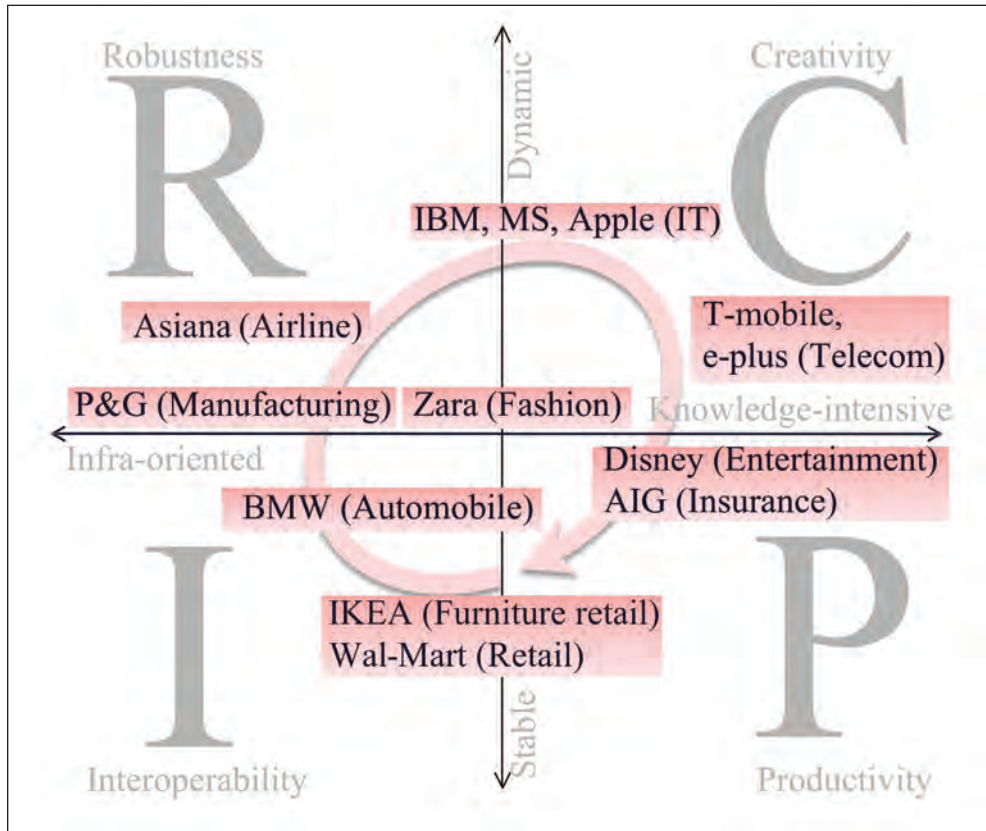 Robustness
Creativity
R
Dynamic
C
IBM, MS, Apple (IT)
Asiana (Airline)
T-mobile,
e-plus (Telecom)
P&G (Manufacturing)
Zara (Fashion)
Knowledge-intensive
Infra-oriented
Disney (Entertainment)
AIG (Insurance)
BMW (Automobile)
I
P
IKEA (Furniture retail)
Wal-Mart (Retail)
Stable
Interoperability
Productivity